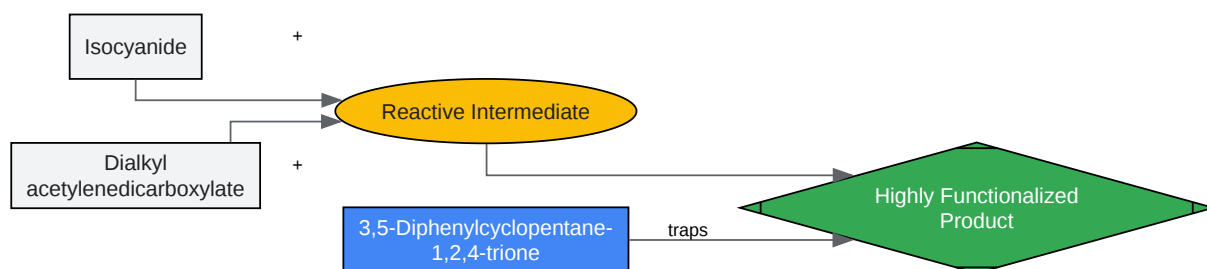 Isocyanide
+
Reactive Intermediate
Dialkyl
acetylenedicarboxylate
+
Highly Functionalized
Product
3,5-Diphenylcyclopentane-
1,2,4-trione
traps